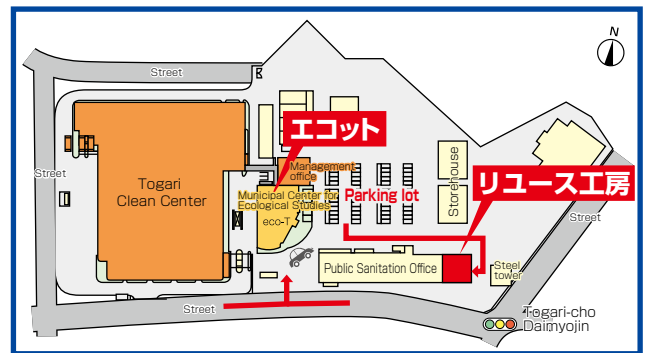 N
Street
エコット
Management
office
Street
Togari
Clean Center
Municipal Center for
Ecological Studies
eco-T
Parking lot
Storehouse
リユース工房
Street
Public Sanitation Office
Steel
tower
Street
Togari-cho
Daimyojin